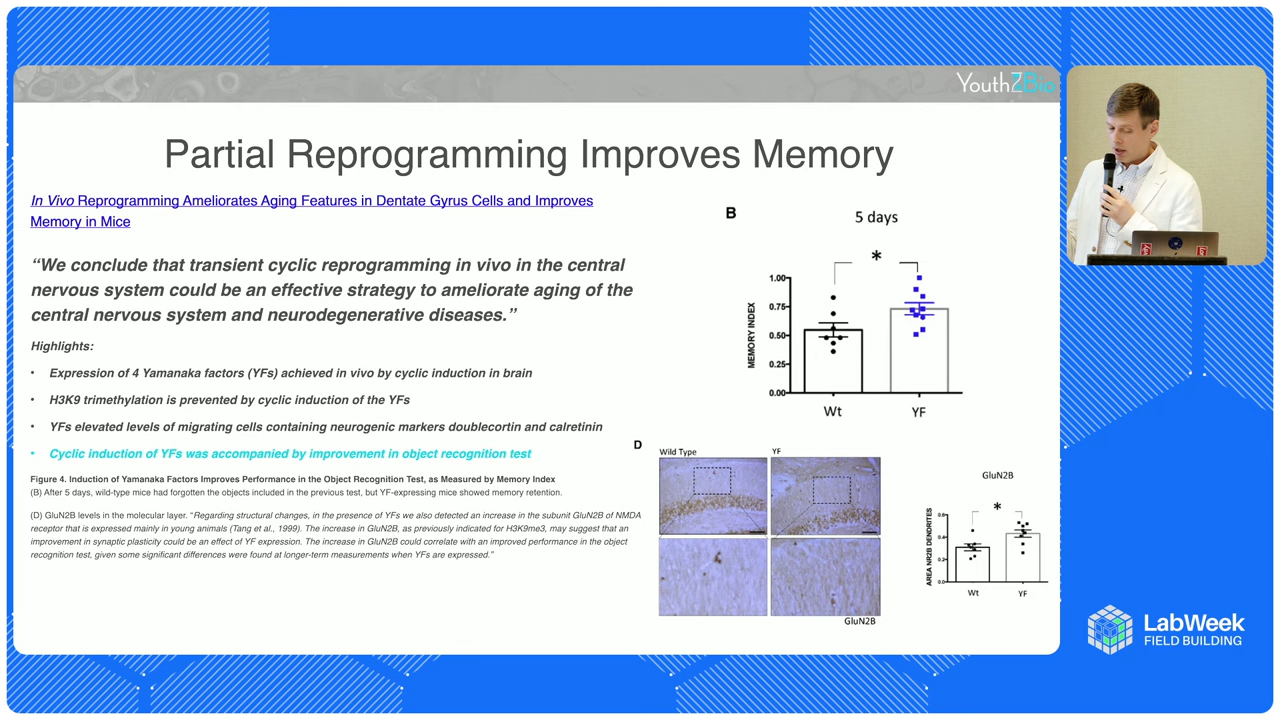 YouthZBio
Partial Reprogramming Improves Memory
In Vivo Reprogramming Ameliorates Aging Features in Dentate Gyrus Cells and Improves
Memory in Mice
“We conclude that transient cyclic reprogramming in vivo in the central
nervous system could be an effective strategy to ameliorate aging of the
central nervous system and neurodegenerative diseases.”
Highlights:
• Expression of 4 Yamanaka factors (YFs) achieved in vivo by cyclic induction in brain
• H3K9 trimethylation is prevented by cyclic induction of the YFs
• YFs elevated levels of migrating cells containing neurogenic markers doublecortin and calretinin
• Cyclic induction of YFs was accompanied by improvement in object recognition test
Figure 4. Induction of Yamanaka Factors Improves Performance in the Object Recognition Test, as Measured by Memory Index
(B) After 5 days, wild-type mice had forgotten the objects included in the previous test, but YF-expressing mice showed memory retention.
(D) GluN2B levels in the molecular layer. “Regarding structural changes, in the presence of YFs we also detected an increase in the subunit GluN2B of NMDA
receptor that is expressed mainly in young animals (Tang et al., 1999). The increase in GluN2B, as previously indicated for H3K9me3, may suggest that an
improvement in synaptic plasticity could be an effect of YF expression. The increase in GluN2B could correlate with an improved performance in the object
recognition test, given some significant differences were found at longer-term measurements when YFs are expressed.”
B
5 days
*
MEMORY INDEX
1.00
0.75
0.50
0.25
0.00
Wt YF
D
Wild Type YF
GluN2B
GluN2B
*
AREA NR2B DENDRITES
0.6
0.4
0.2
0.0
Wt YF
LabWeek
FIELD BUILDING